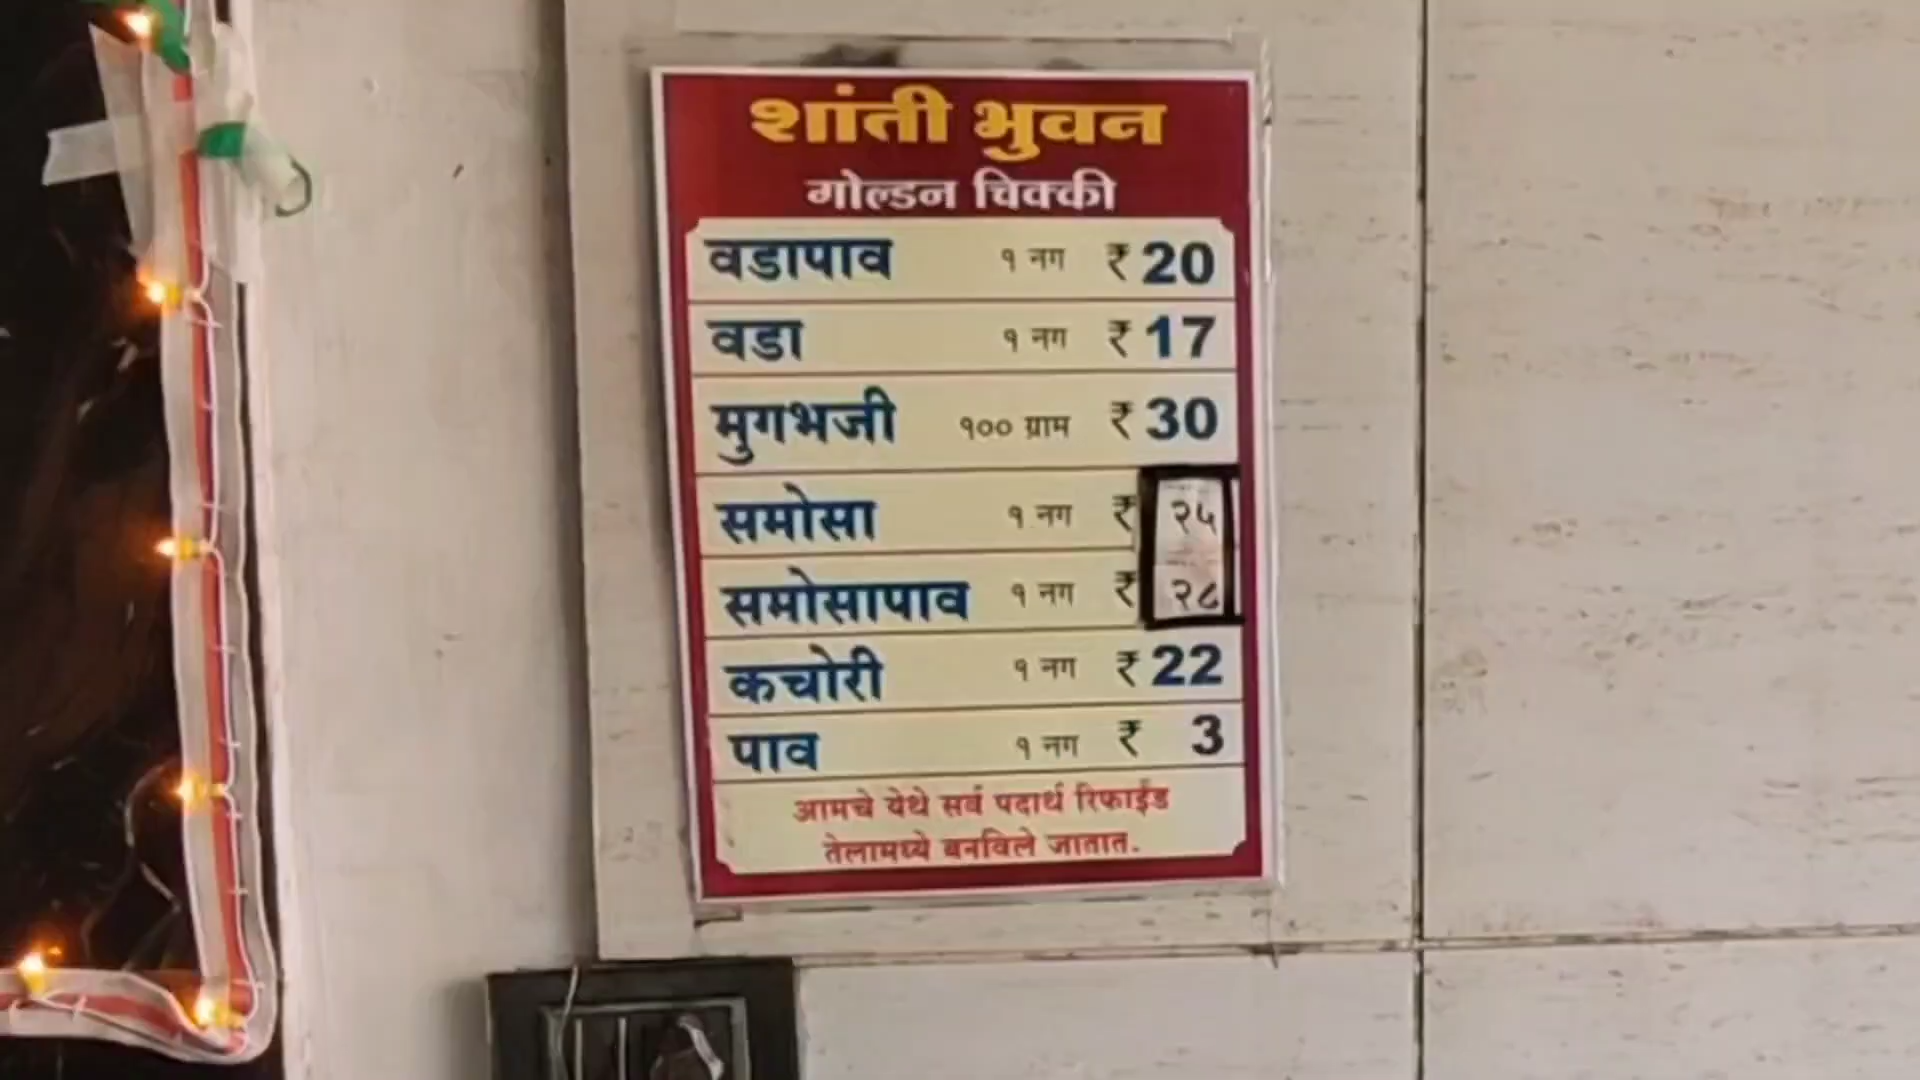 शांती भुवन
गोल्डन चिक्की
वडापाव १ नग ₹ 20
वडा १ नग ₹ 17
मुगभजी १०० ग्राम ₹ 30
समोसा १ नग ₹ २५
समोसापाव १ नग ₹ २८
कचोरी १ नग ₹ 22
पाव १ नग ₹ 3
आमचे येथे सर्व पदार्थ रिफाईंड
तेलामध्ये बनविले जातात.